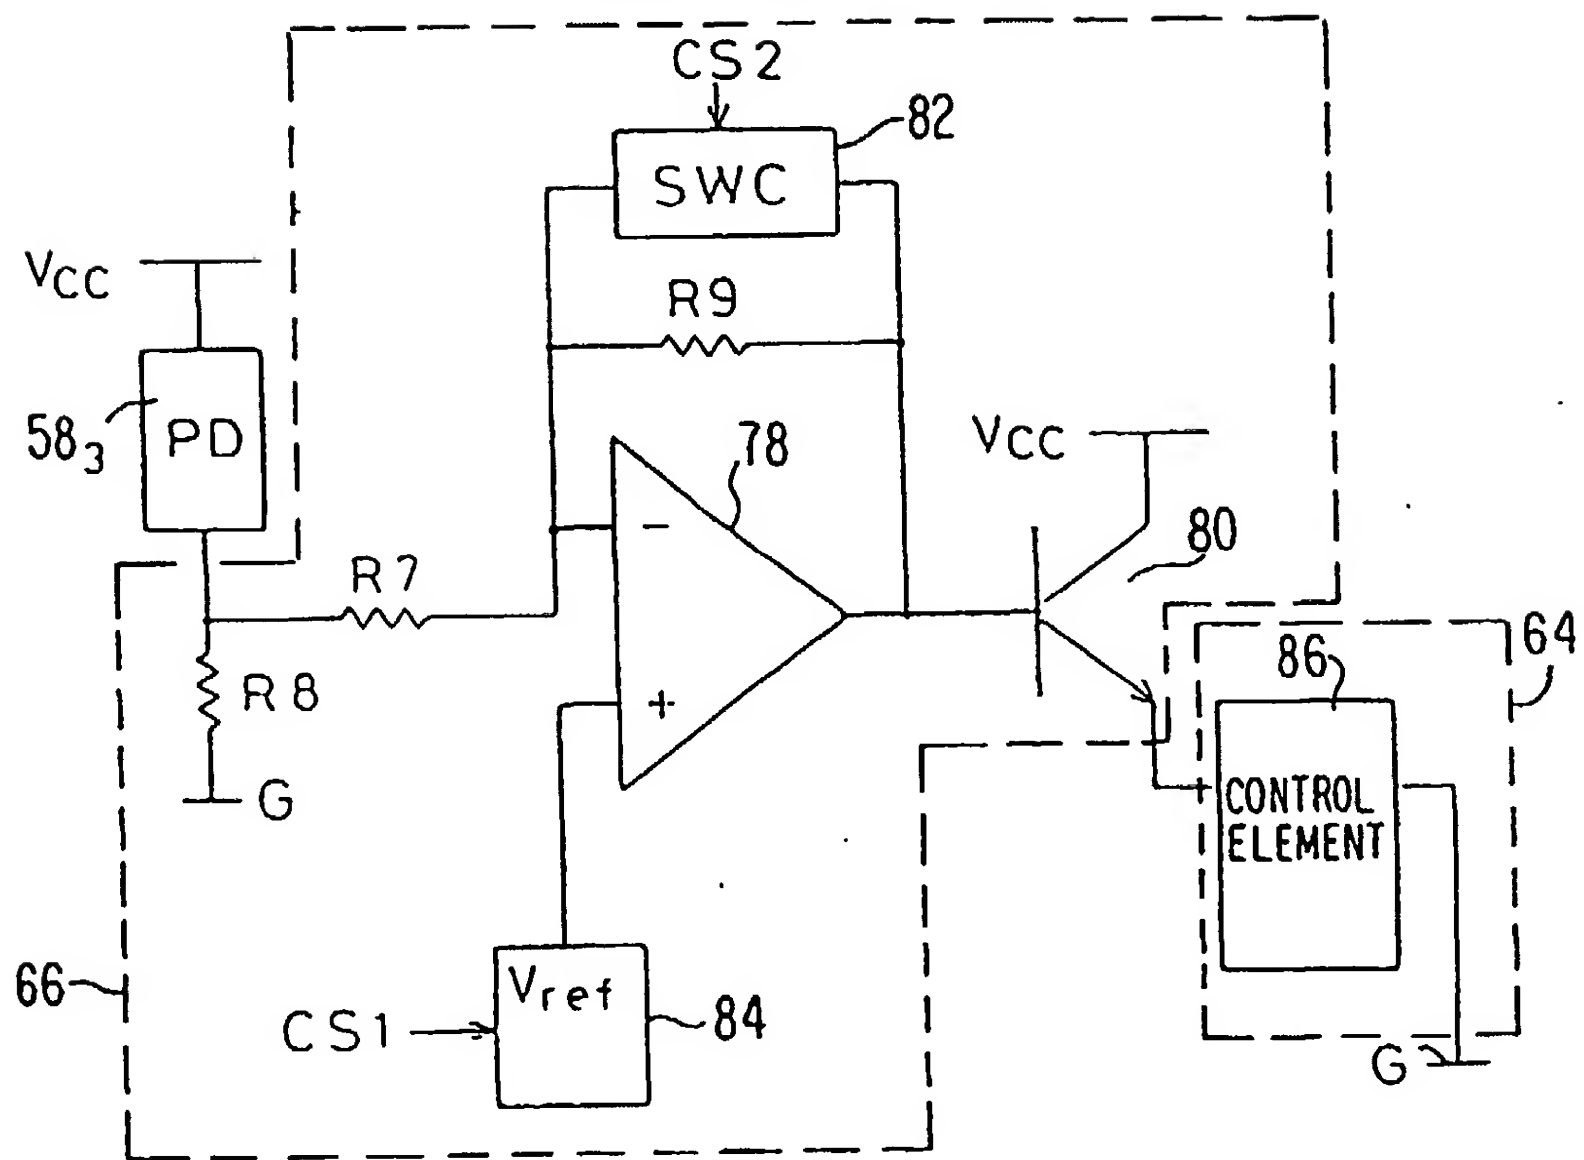 CS2
82
SWC
VCC
R9
58₃
PD
78
VCC
80
R7
−
R8
+
86
64
G
CONTROL
ELEMENT
66
Vref
CS1
84
G